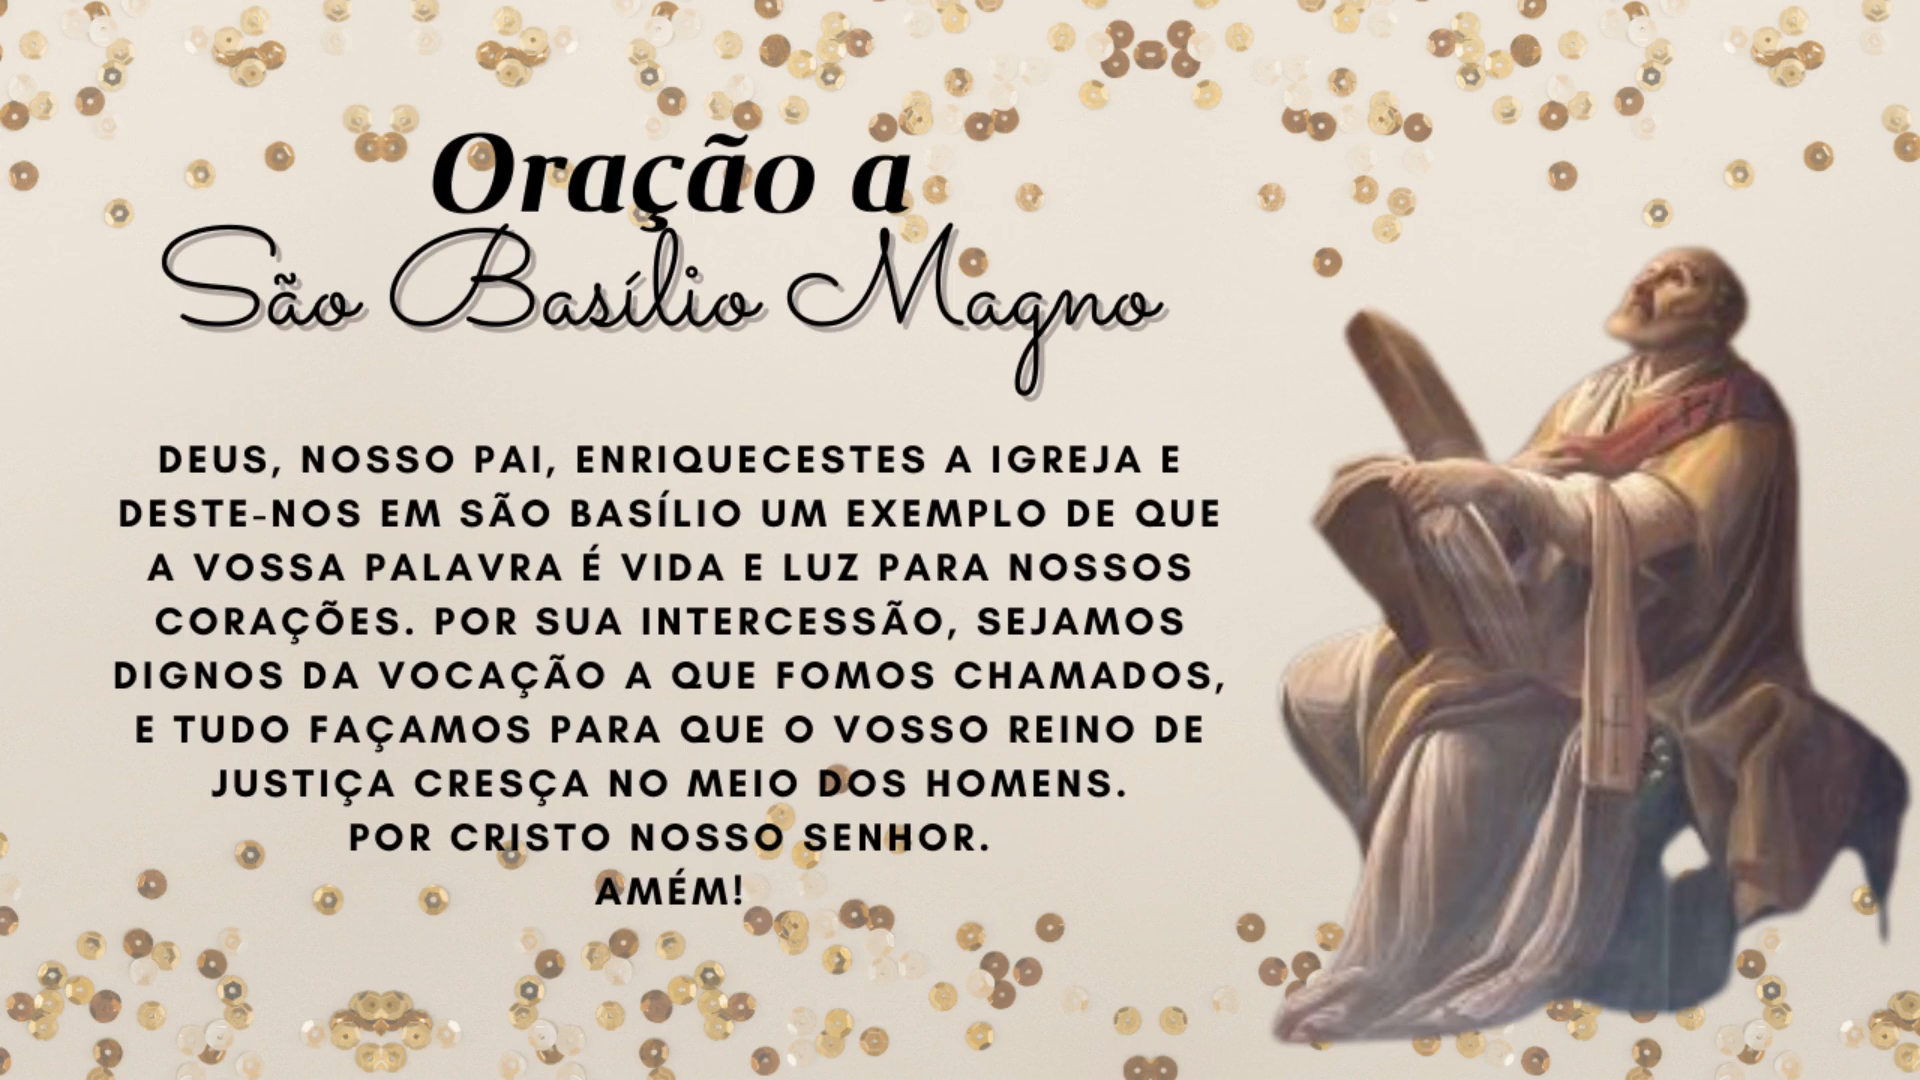 Oração a
São Basílio Magno
DEUS, NOSSO PAI, ENRIQUECESTES A IGREJA E
DESTE-NOS EM SÃO BASÍLIO UM EXEMPLO DE QUE
A VOSSA PALAVRA É VIDA E LUZ PARA NOSSOS
CORAÇÕES. POR SUA INTERCESSÃO, SEJAMOS
DIGNOS DA VOCAÇÃO A QUE FOMOS CHAMADOS,
E TUDO FAÇAMOS PARA QUE O VOSSO REINO DE
JUSTIÇA CRESÇA NO MEIO DOS HOMENS.
POR CRISTO NOSSO SENHOR.
AMÉM!